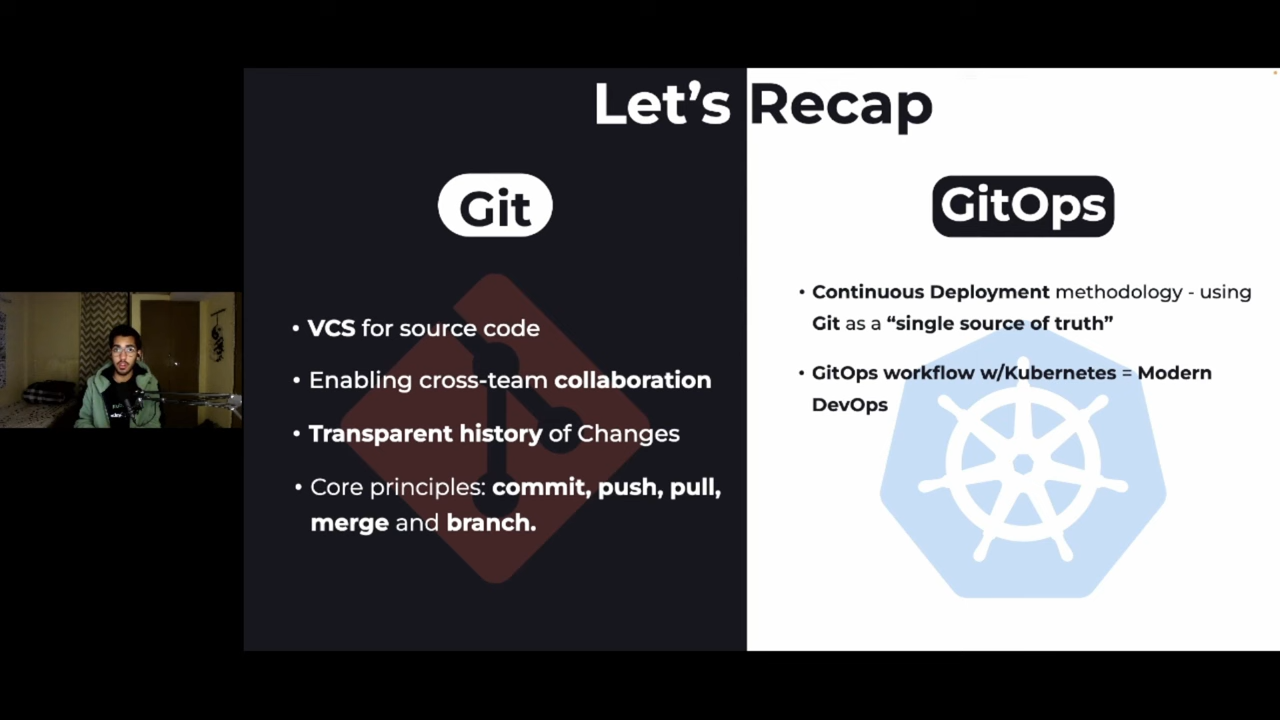 Let’s Recap
Git
• VCS for source code
• Enabling cross-team collaboration
• Transparent history of Changes
• Core principles: commit, push, pull,
merge and branch.
GitOps
• Continuous Deployment methodology - using
Git as a “single source of truth”
• GitOps workflow w/Kubernetes = Modern
DevOps